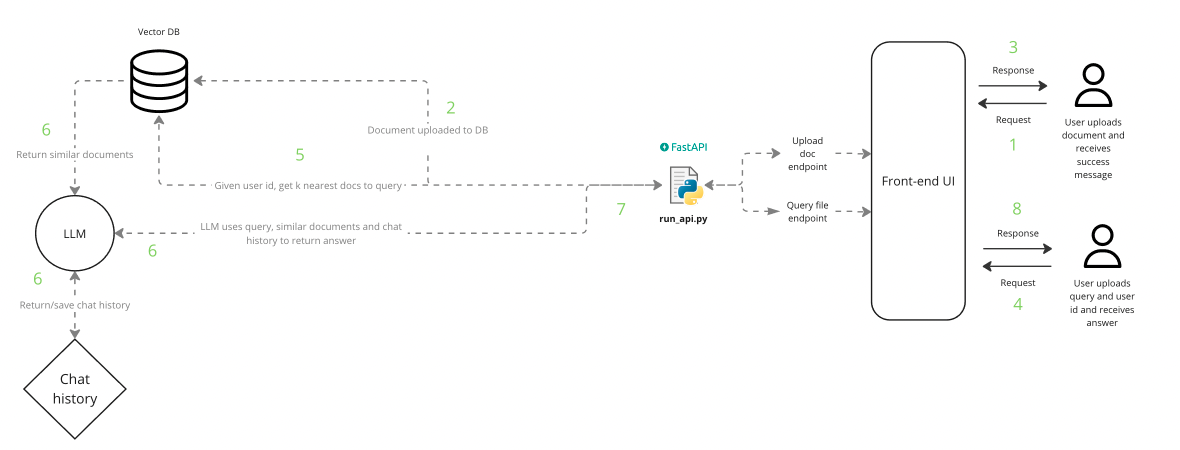 Vector DB
3
Response
2
Document uploaded to DB
Request
User uploads
document and
receives
success
message
1
6
Return similar documents
5
FastAPI
Upload
doc
endpoint
Given user id, get k nearest docs to query
Front-end UI
7
run_api.py
Query file
endpoint
8
LLM
LLM uses query, similar documents and chat
history to return answer
Response
6
6
Request
User uploads
query and user
id and receives
answer
4
Return/save chat history
Chat
history